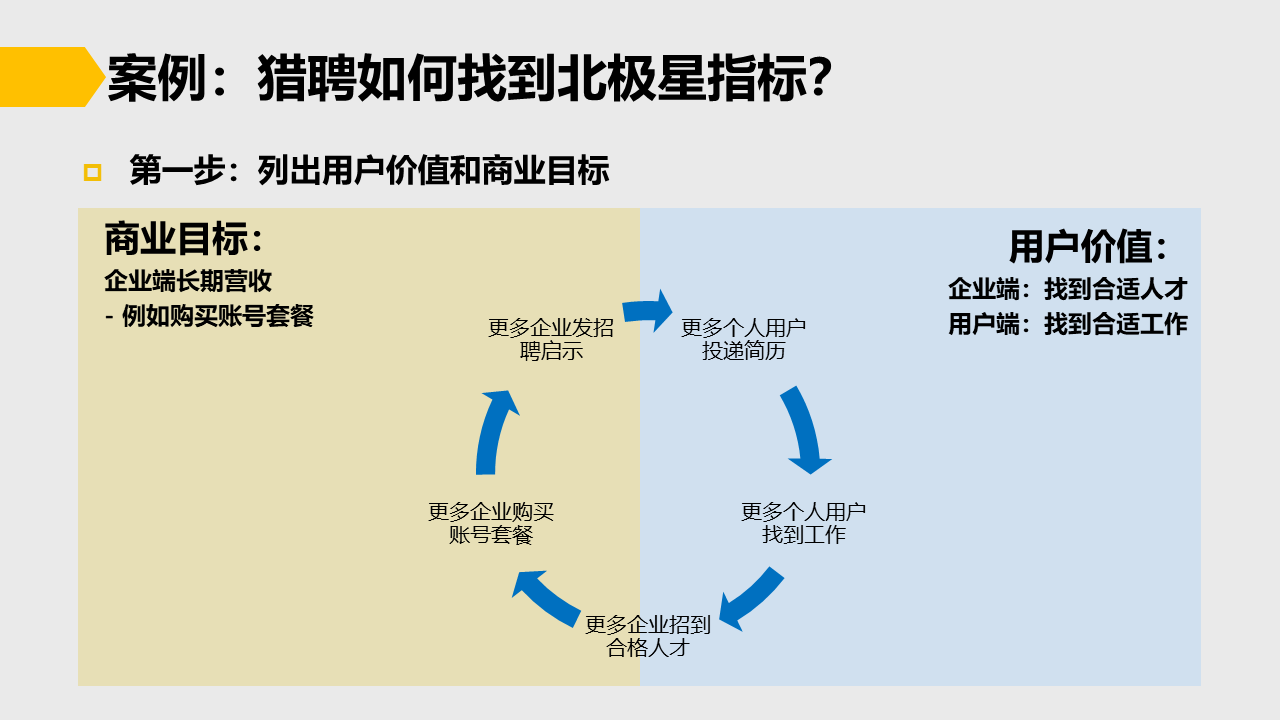 案例：猎聘如何找到北极星指标？
第一步：列出用户价值和商业目标
商业目标：
企业端长期营收
- 例如购买账号套餐
用户价值：
企业端：找到合适人才
用户端：找到合适工作
更多企业发招
聘启示
更多个人用户
投递简历
更多个人用户
找到工作
更多企业招到
合格人才
更多企业购买
账号套餐